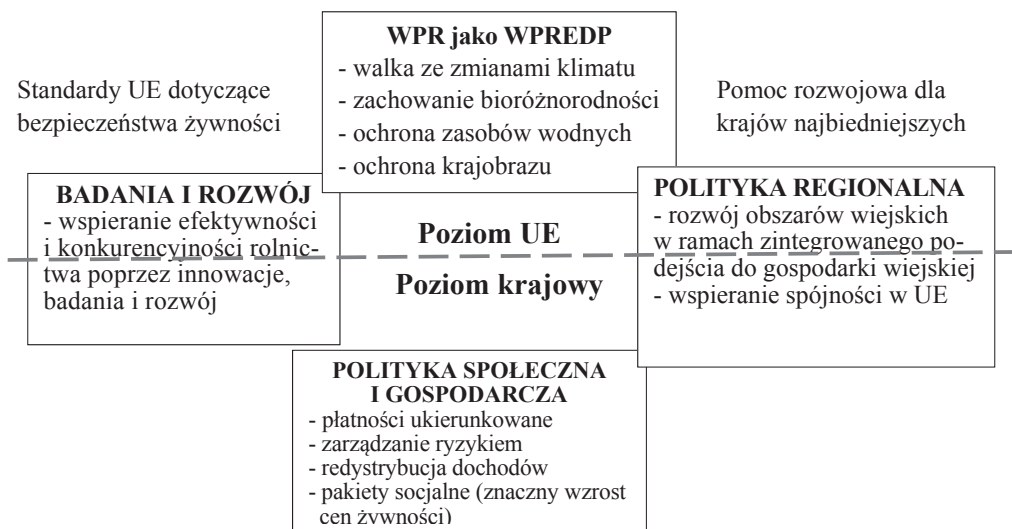 WPR jako WPREDP
- walka ze zmianami klimatu
- zachowanie bioróżnorodności
- ochrona zasobów wodnych
- ochrona krajobrazu
Standardy UE dotyczące
bezpieczeństwa żywności
Pomoc rozwojowa dla
krajów najbiedniejszych
BADANIA I ROZWÓJ
- wspieranie efektywności
i konkurencyjności rolnic-
twa poprzez innowacje,
badania i rozwój
Poziom UE
Poziom krajowy
POLITYKA REGIONALNA
- rozwój obszarów wiejskich
w ramach zintegrowanego po-
dejścia do gospodarki wiejskiej
- wspieranie spójności w UE
POLITYKA SPOŁECZNA
I GOSPODARCZA
- płatności ukierunkowane
- zarządzanie ryzykiem
- redystrybucja dochodów
- pakiety socjalne (znaczny wzrost
cen żywności)